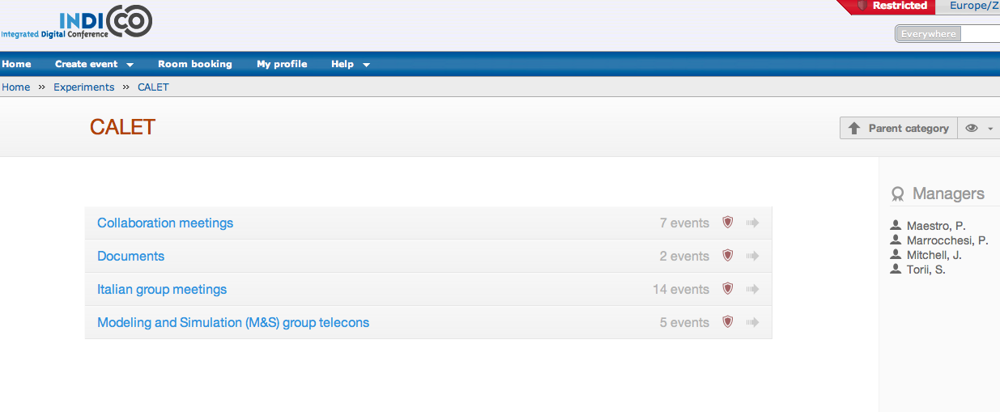 INDICO
Integrated Digital Conference
Restricted
Europe/Z
Everywhere
Home Create event Room booking My profile Help
Home » Experiments » CALET
CALET
Parent category
Collaboration meetings 7 events
Documents 2 events
Italian group meetings 14 events
Modeling and Simulation (M&S) group telecons 5 events
Managers
Maestro, P.
Marrocchesi, P.
Mitchell, J.
Torii, S.